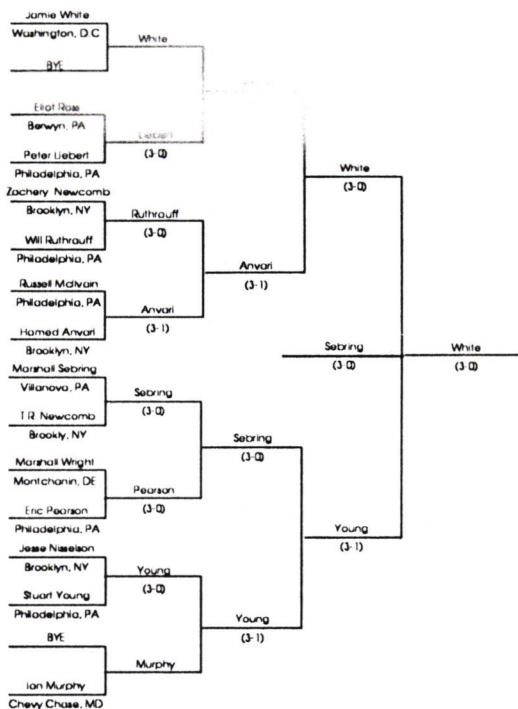 Jamie White
Washington, D.C
White
BYE
Eliot Ross
Berwyn, PA
Liebert
(3-0)
Peter Liebert
Philadelphia, PA
White
(3-0)
Zachery Newcomb
Brooklyn, NY
Ruthrauff
(3-0)
Will Ruthrauff
Philadelphia, PA
Anvari
(3-1)
Russell McIlvain
Philadelphia, PA
Anvari
(3-1)
Hamed Anvari
Brooklyn, NY
Sebring
(3-0)
White
(3-0)
Marshall Sebring
Villanova, PA
Sebring
(3-0)
T.R. Newcomb
Brookly, NY
Sebring
(3-0)
Marshall Wright
Montchanin, DE
Pearson
(3-0)
Eric Pearson
Philadelphia, PA
Young
(3-1)
Jesse Nisselson
Brooklyn, NY
Young
(3-0)
Stuart Young
Philadelphia, PA
Young
(3-1)
BYE
Murphy
Ian Murphy
Chevy Chase, MD